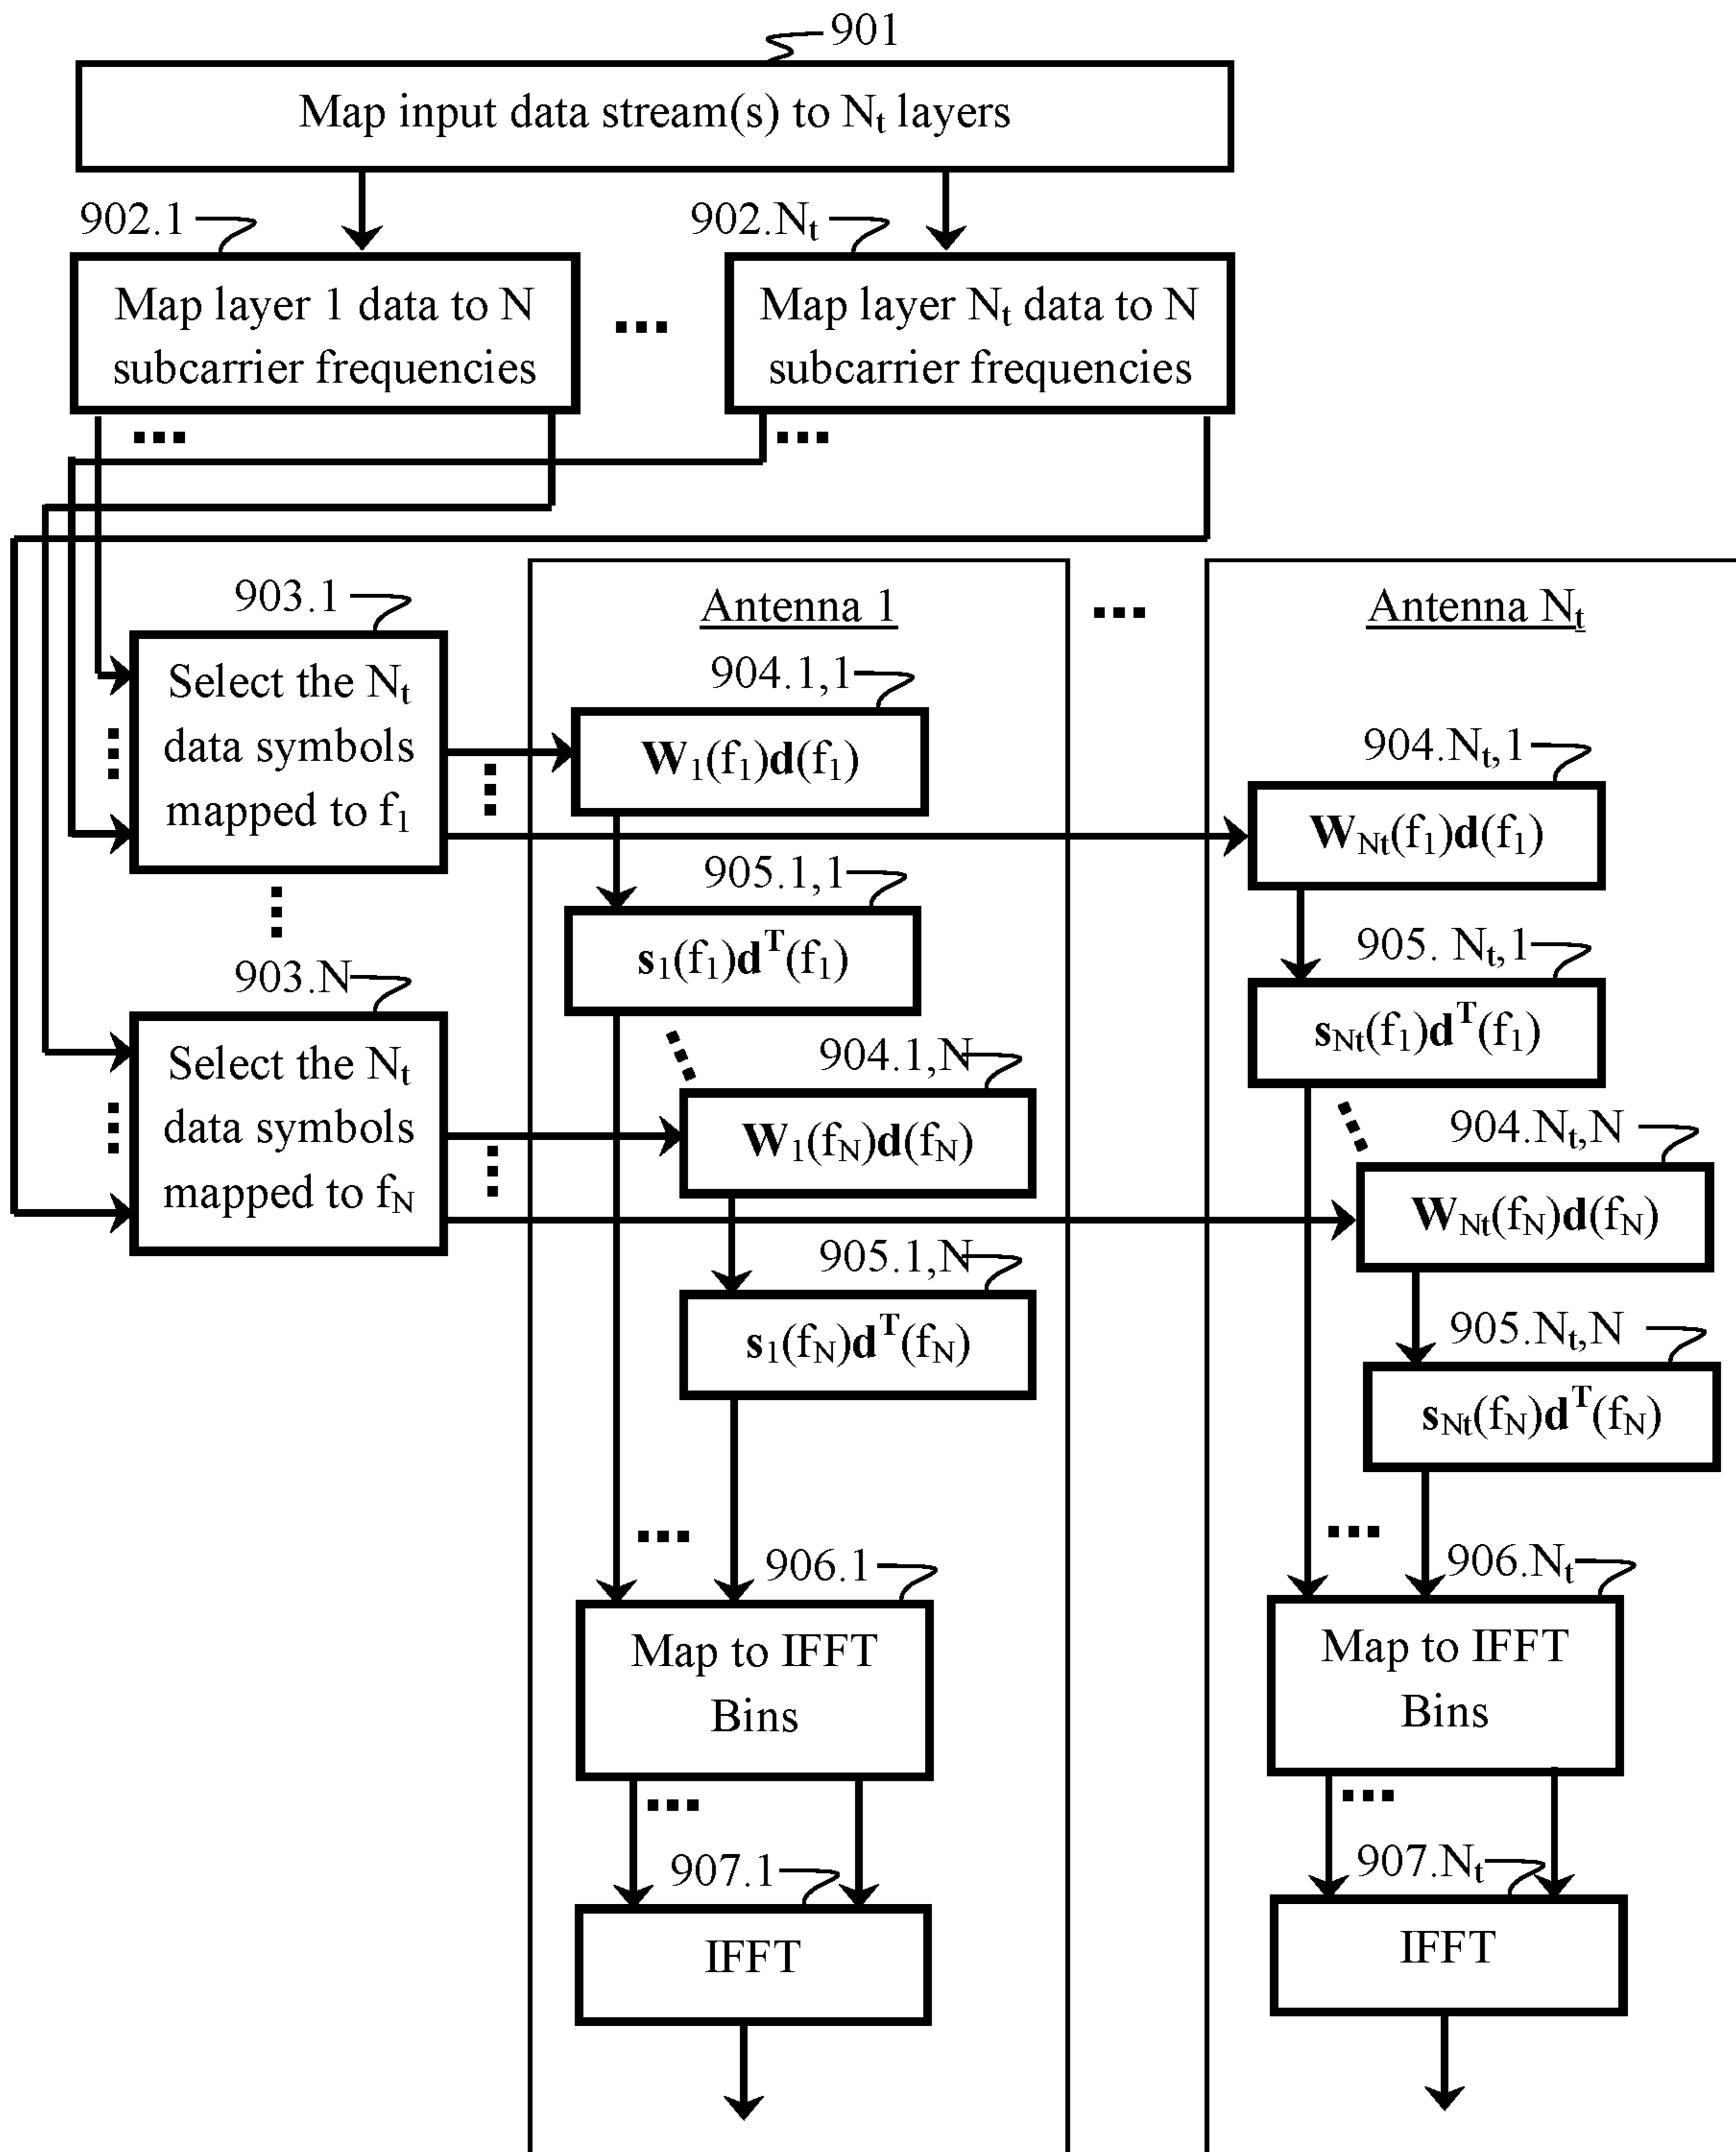 901
Map input data stream(s) to Nt layers
902.1
902.Nt
Map layer 1 data to N
subcarrier frequencies
...
Map layer Nt data to N
subcarrier frequencies
...
...
903.1
Select the Nt
data symbols
mapped to f1
903.N
Select the Nt
data symbols
mapped to fN
Antenna 1
904.1,1
W1(f1)d(f1)
905.1,1
s1(f1)dT(f1)
904.1,N
W1(fN)d(fN)
905.1,N
s1(fN)dT(fN)
...
906.1
Map to IFFT
Bins
...
907.1
IFFT
...
Antenna Nt
904.Nt,1
WNt(f1)d(f1)
905. Nt,1
sNt(f1)dT(f1)
904.Nt,N
WNt(fN)d(fN)
905.Nt,N
sNt(fN)dT(fN)
...
906.Nt
Map to IFFT
Bins
...
907.Nt
IFFT